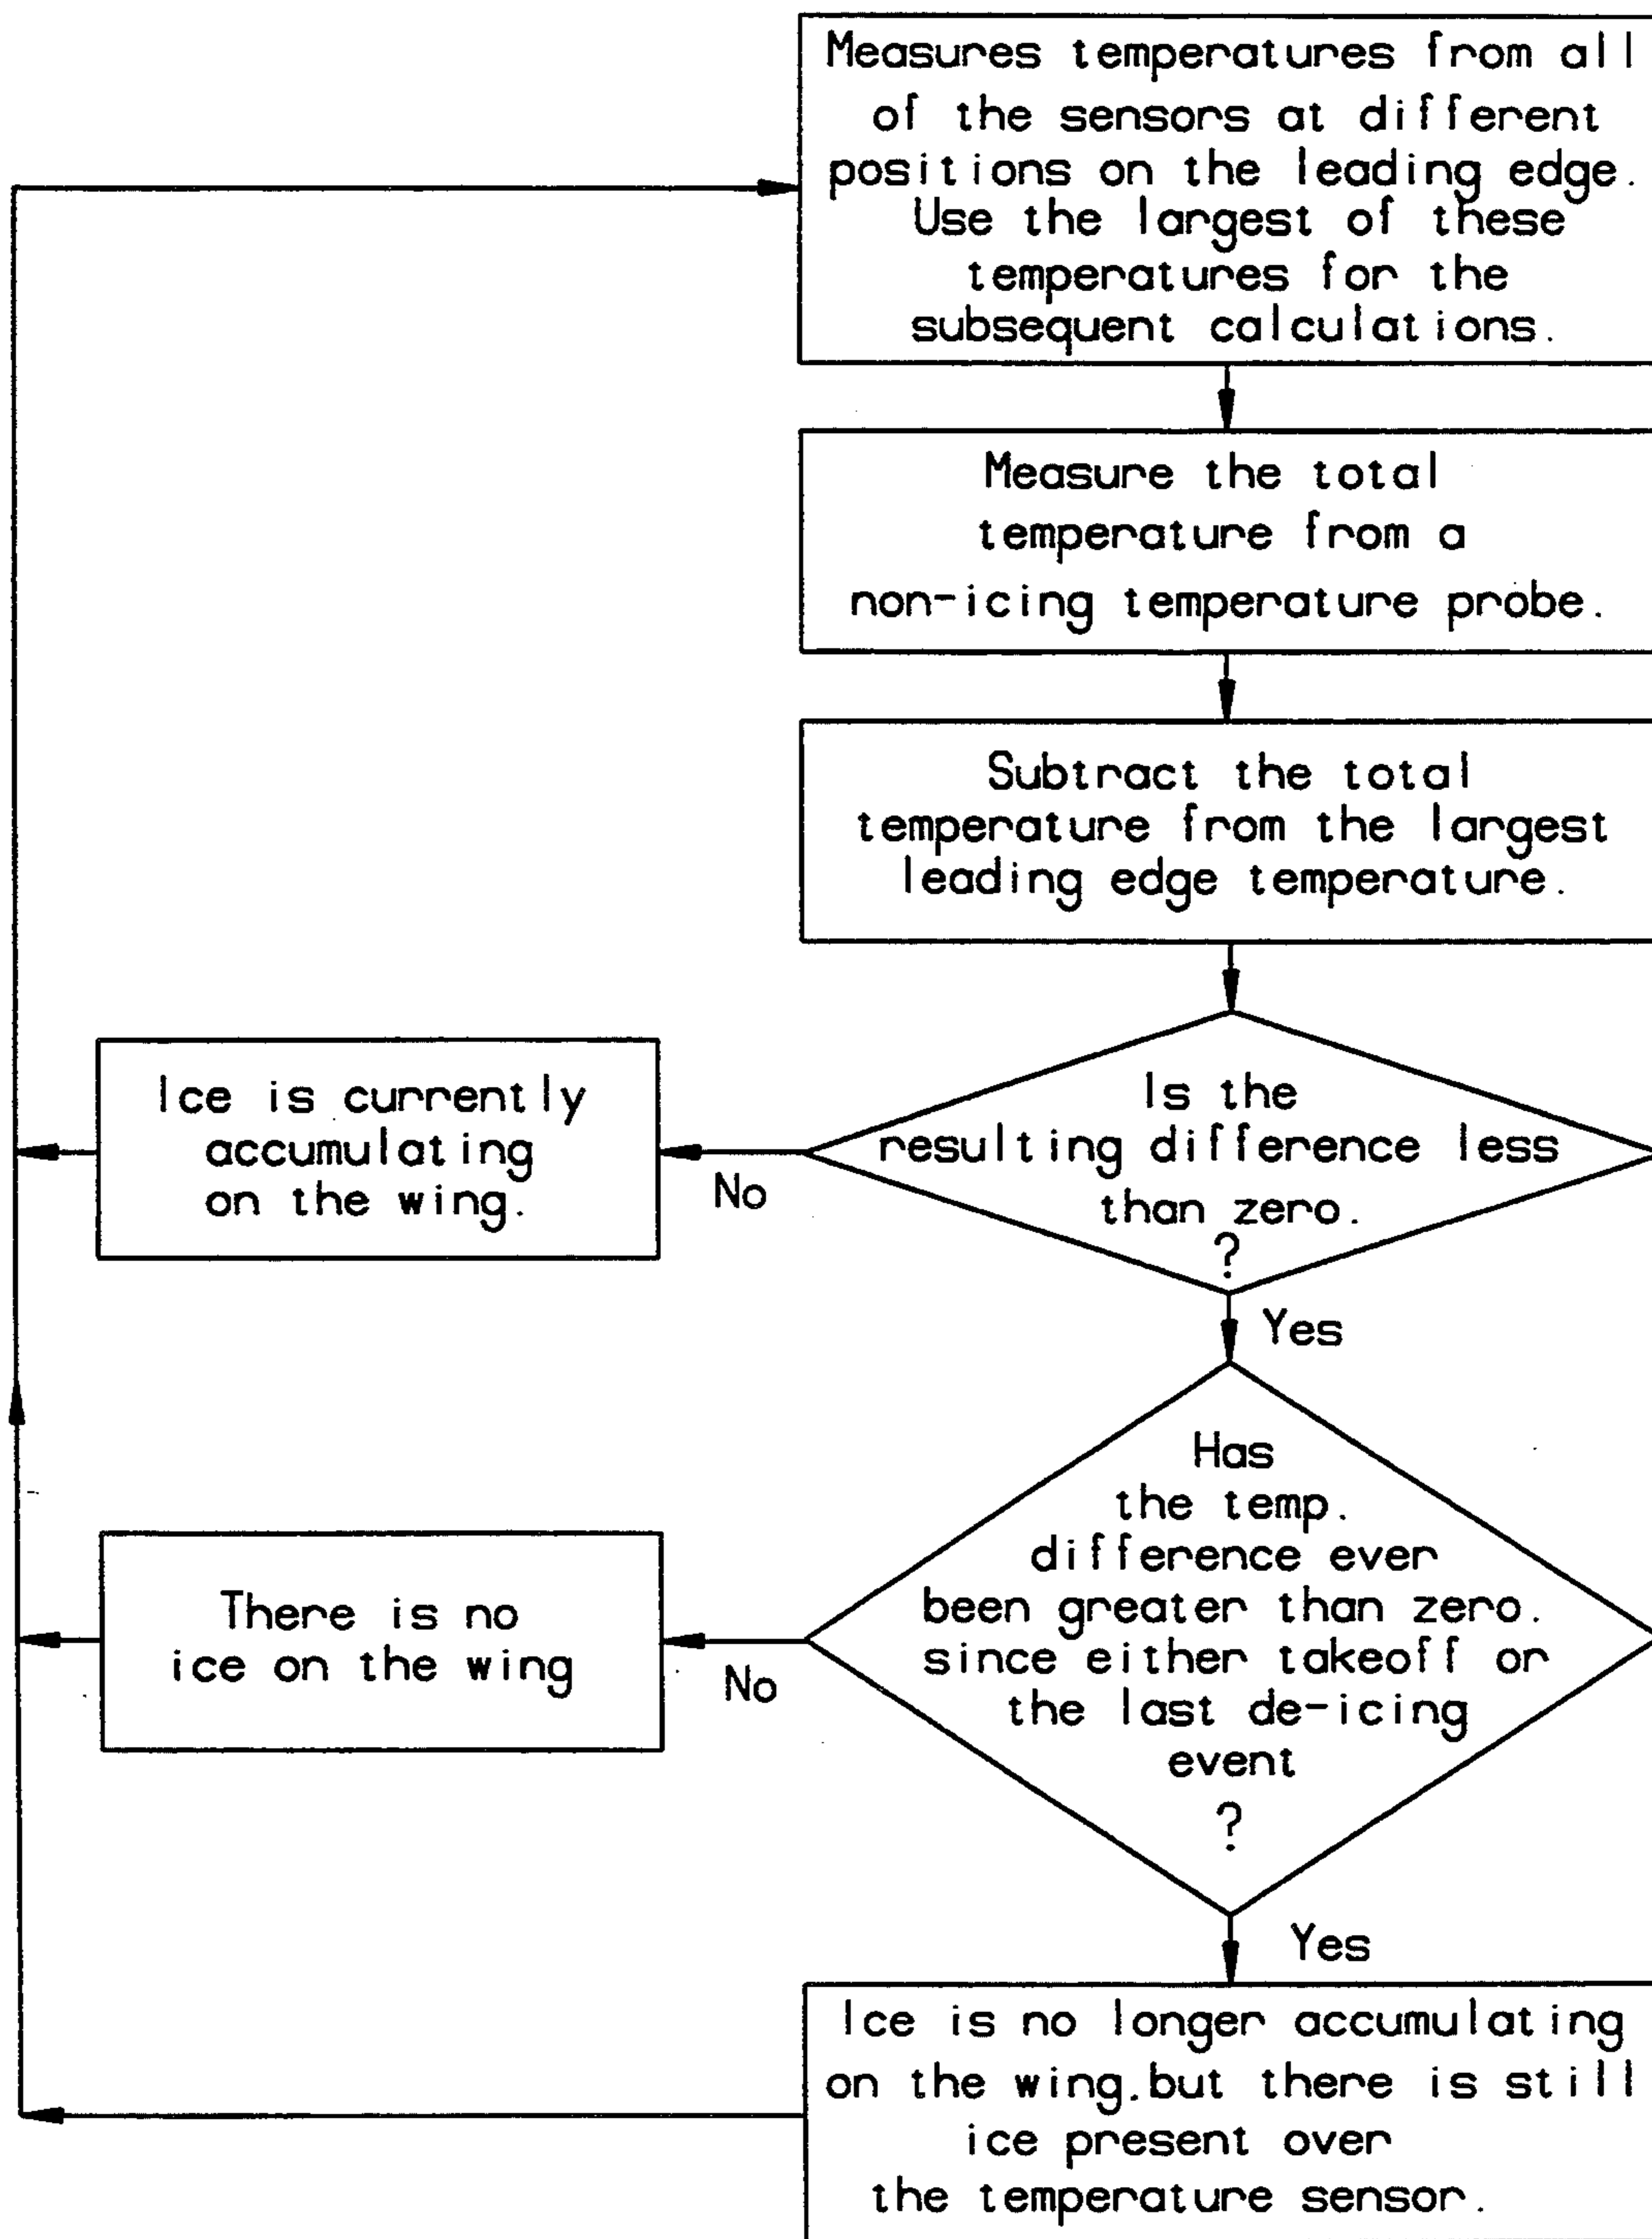 Measures temperatures from all
of the sensors at different
positions on the leading edge.
Use the largest of these
temperatures for the
subsequent calculations.
Measure the total
temperature from a
non-icing temperature probe.
Subtract the total
temperature from the largest
leading edge temperature.
Is the
resulting difference less
than zero.
?
No
Ice is currently
accumulating
on the wing.
Yes
Has
the temp.
difference ever
been greater than zero.
since either takeoff or
the last de-icing
event
?
No
There is no
ice on the wing
Yes
Ice is no longer accumulating
on the wing.but there is still
ice present over
the temperature sensor.